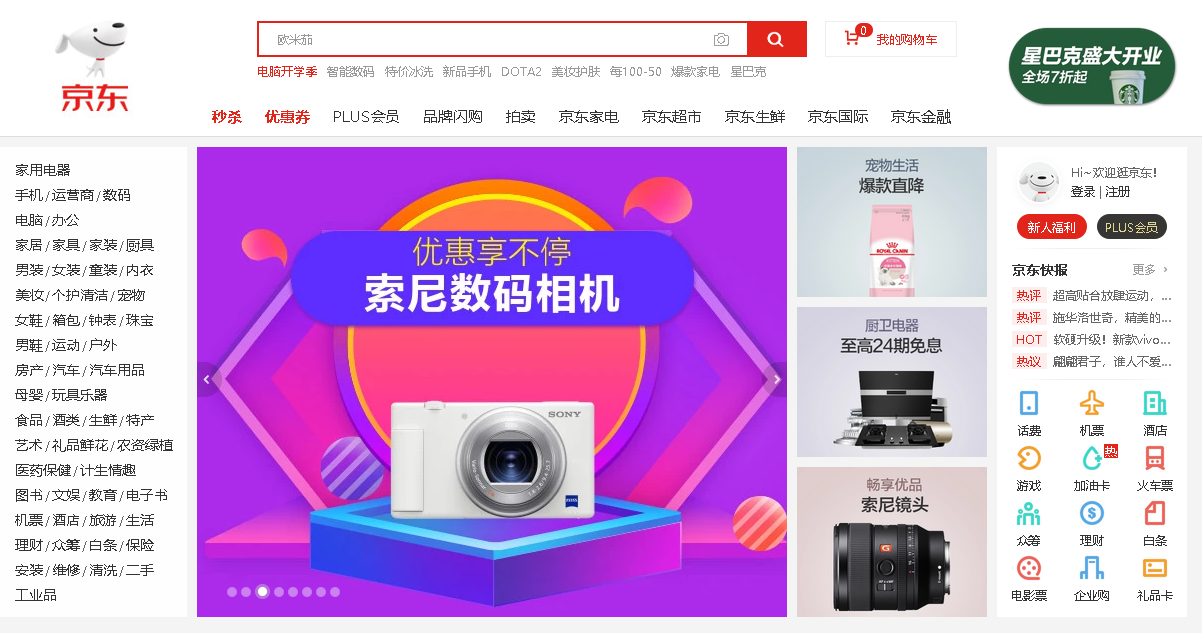 京东
欧米茄
0
我的购物车
电脑开学季 智能数码 特价冰洗 新品手机 DOTA2 美妆护肤 每100-50 爆款家电 星巴克
星巴克盛大开业
全场7折起
秒杀 优惠券 PLUS会员 品牌闪购 拍卖 京东家电 京东超市 京东生鲜 京东国际 京东金融
家用电器
手机/运营商/数码
电脑/办公
家居/家具/家装/厨具
男装/女装/童装/内衣
美妆/个护清洁/宠物
女鞋/箱包/钟表/珠宝
男鞋/运动/户外
房产/汽车/汽车用品
母婴/玩具乐器
食品/酒类/生鲜/特产
艺术/礼品鲜花/农资绿植
医药保健/计生情趣
图书/文娱/教育/电子书
机票/酒店/旅游/生活
理财/众筹/白条/保险
安装/维修/清洗/二手
工业品
优惠享不停
索尼数码相机
SONY
ZEISS
宠物生活
爆款直降
ROYAL CANIN
厨卫电器
至高24期免息
畅享优品
索尼镜头
G
Hi~欢迎逛京东!
登录 | 注册
新人福利 PLUS会员
京东快报 更多 >
热评 超高贴合放肆运动，...
热评 施华洛世奇，精美的...
HOT 软硬升级！新款vivo...
热议 翩翩君子，谁人不爱...
话费 机票 酒店
热
游戏 加油卡 火车票
众筹 理财 白条
电影票 企业购 礼品卡